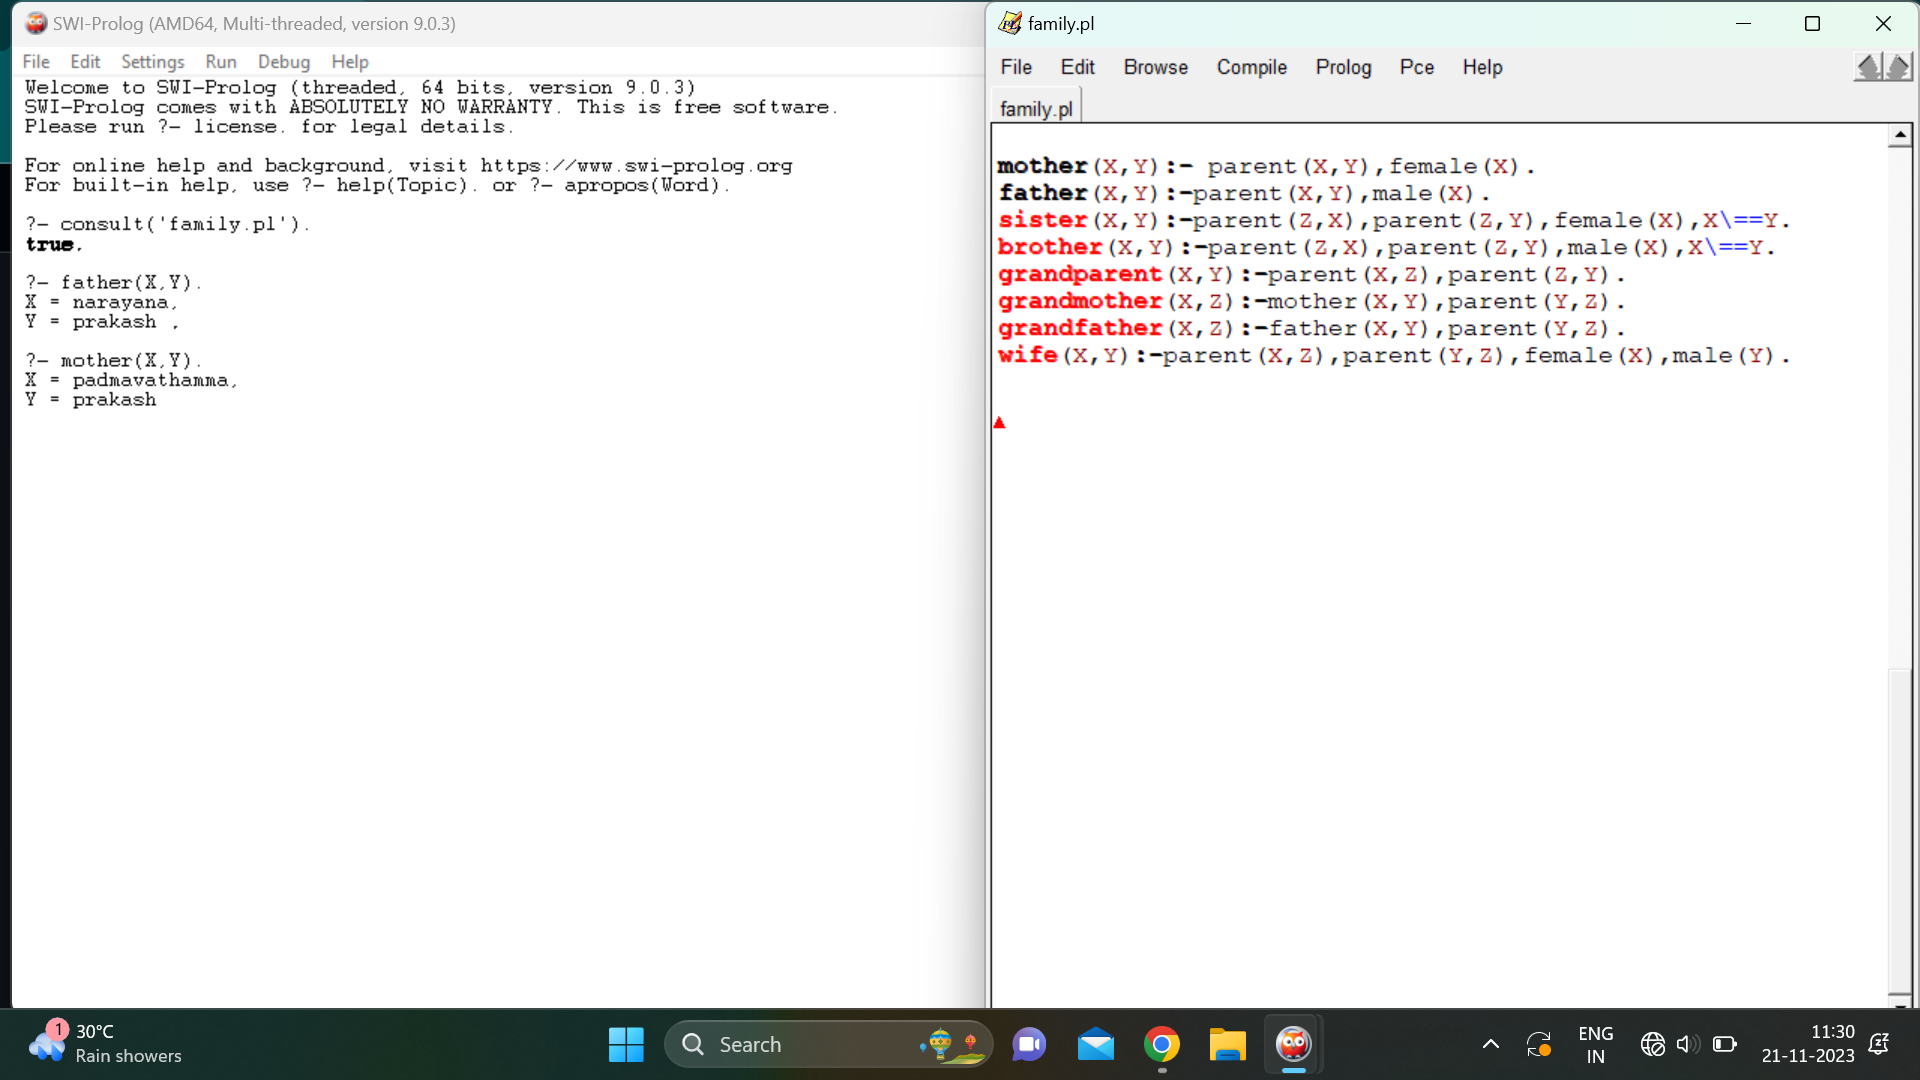 SWI-Prolog (AMD64, Multi-threaded, version 9.0.3)
File Edit Settings Run Debug Help
Welcome to SWI-Prolog (threaded, 64 bits, version 9.0.3)
SWI-Prolog comes with ABSOLUTELY NO WARRANTY. This is free software.
Please run ?- license. for legal details.
For online help and background, visit https://www.swi-prolog.org
For built-in help, use ?- help(Topic). or ?- apropos(Word).
?- consult('family.pl').
true.
?- father(X,Y).
X = narayana,
Y = prakash .
?- mother(X,Y).
X = padmavathamma,
Y = prakash
family.pl
File Edit Browse Compile Prolog Pce Help
family.pl
mother(X,Y):- parent(X,Y),female(X).
father(X,Y):-parent(X,Y),male(X).
sister(X,Y):-parent(Z,X),parent(Z,Y),female(X),X\==Y.
brother(X,Y):-parent(Z,X),parent(Z,Y),male(X),X\==Y.
grandparent(X,Y):-parent(X,Z),parent(Z,Y).
grandmother(X,Z):-mother(X,Y),parent(Y,Z).
grandfather(X,Z):-father(X,Y),parent(Y,Z).
wife(X,Y):-parent(X,Z),parent(Y,Z),female(X),male(Y).
1
30°C
Rain showers
Search
ENG
IN
11:30
21-11-2023